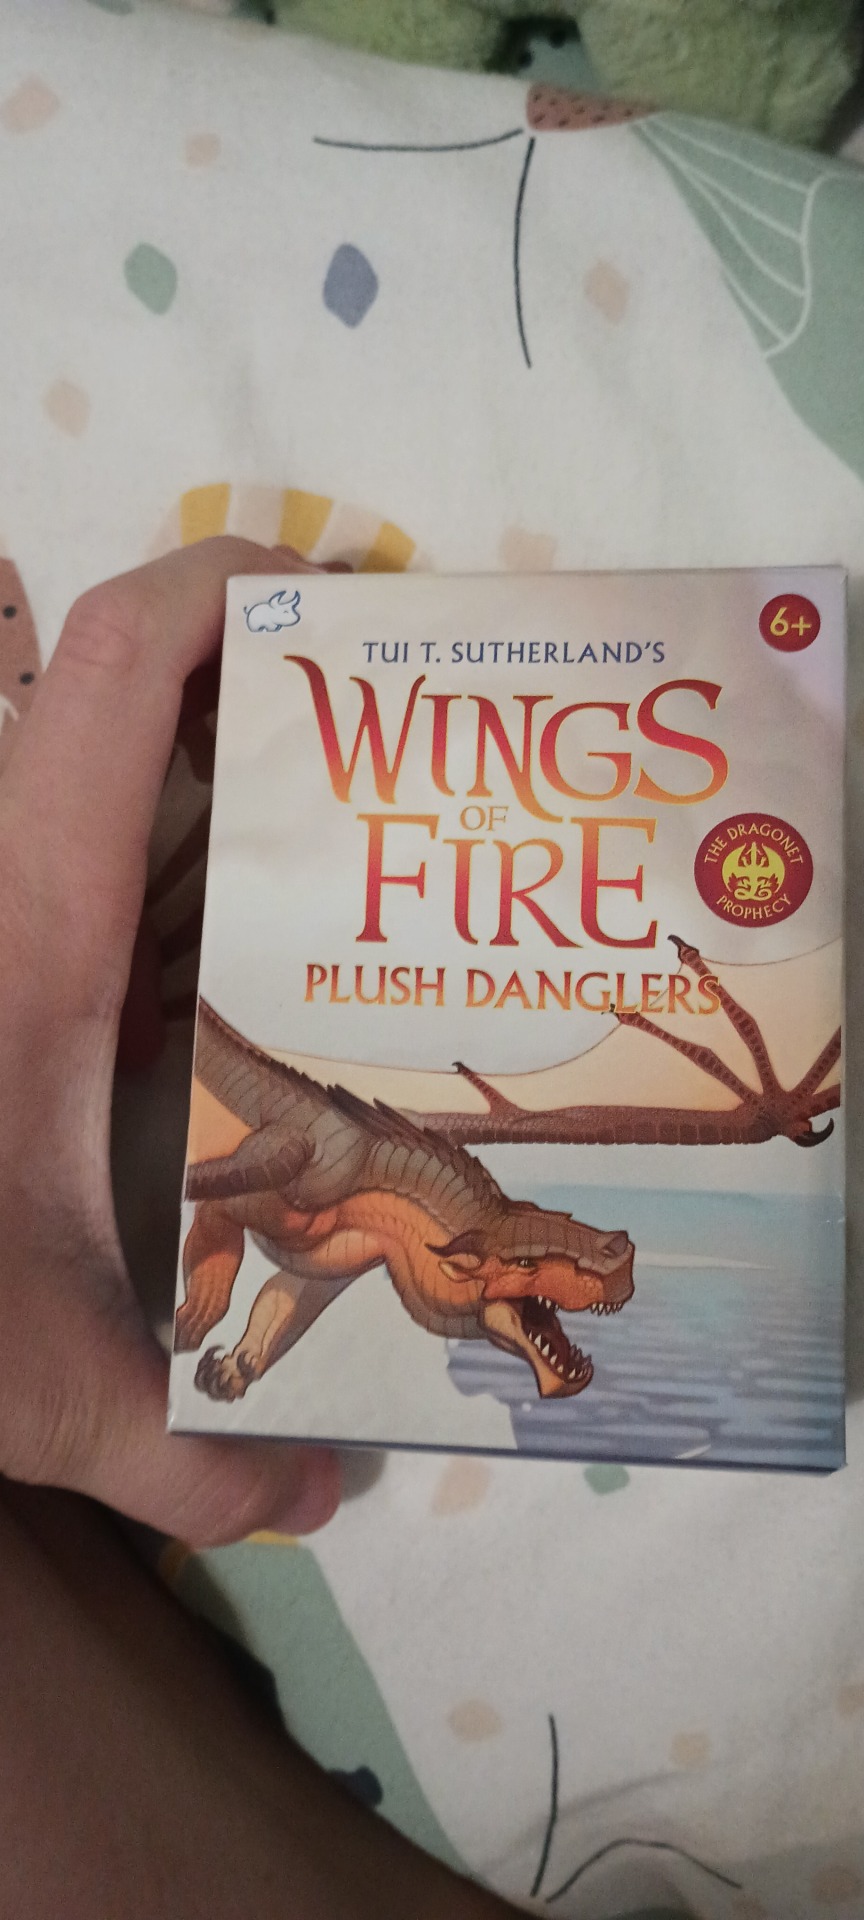 6+
TUI T. SUTHERLAND'S
WINGS
OF
FIRE
THE DRAGONET
PROPHECY
PLUSH DANGLERS